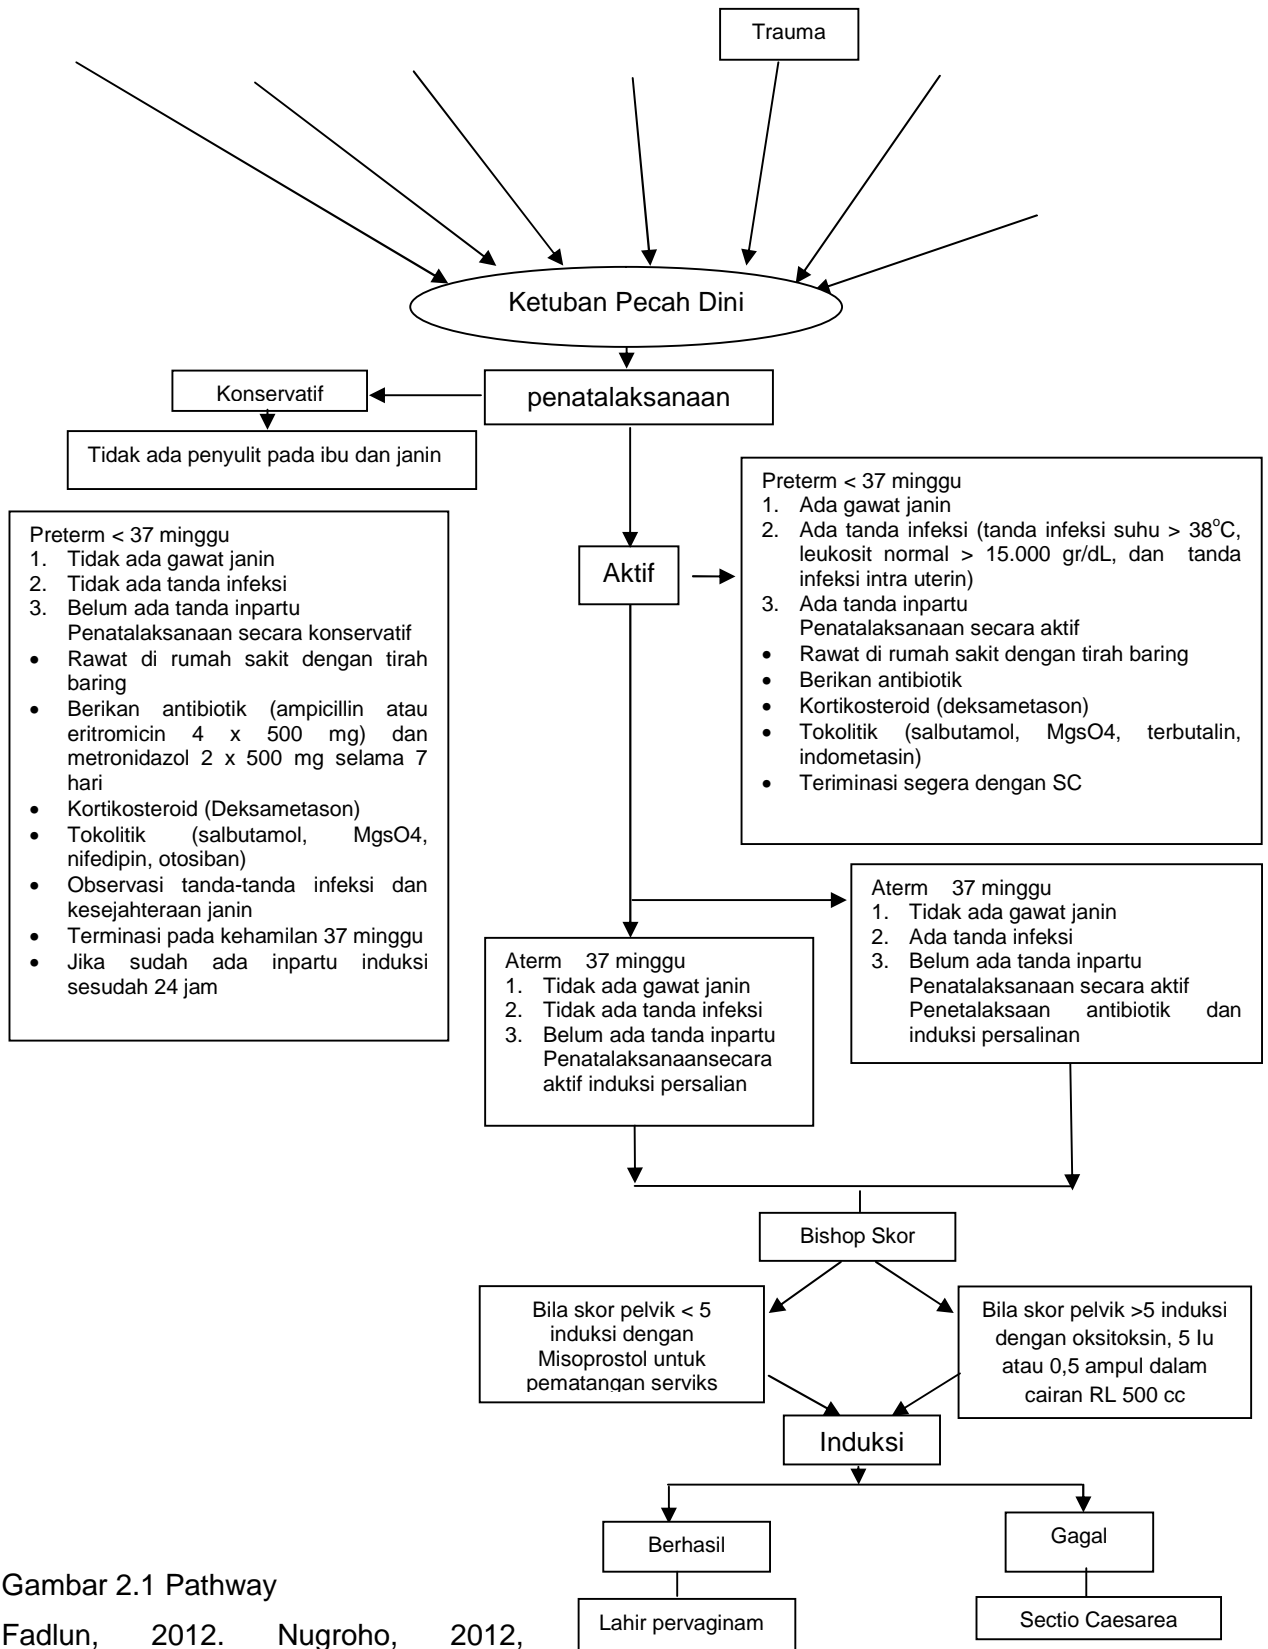 Trauma
Ketuban Pecah Dini
Konservatif
penatalaksanaan
Tidak ada penyulit pada ibu dan janin
Preterm < 37 minggu
1. Tidak ada gawat janin
2. Tidak ada tanda infeksi
3. Belum ada tanda inpartu
Penatalaksanaan secara konservatif
• Rawat di rumah sakit dengan tirah
baring
• Berikan antibiotik (ampicillin atau
eritromicin 4 x 500 mg) dan
metronidazol 2 x 500 mg selama 7
hari
• Kortikosteroid (Deksametason)
• Tokolitik (salbutamol, MgsO4,
nifedipin, otosiban)
• Observasi tanda-tanda infeksi dan
kesejahteraan janin
• Terminasi pada kehamilan 37 minggu
• Jika sudah ada inpartu induksi
sesudah 24 jam
Aktif
Preterm < 37 minggu
1. Ada gawat janin
2. Ada tanda infeksi (tanda infeksi suhu > 38°C,
leukosit normal > 15.000 gr/dL, dan tanda
infeksi intra uterin)
3. Ada tanda inpartu
Penatalaksanaan secara aktif
• Rawat di rumah sakit dengan tirah baring
• Berikan antibiotik
• Kortikosteroid (deksametason)
• Tokolitik (salbutamol, MgsO4, terbutalin,
indometasin)
• Teriminasi segera dengan SC
Aterm 37 minggu
1. Tidak ada gawat janin
2. Tidak ada tanda infeksi
3. Belum ada tanda inpartu
Penatalaksanaansecara
aktif induksi persalian
Aterm 37 minggu
1. Tidak ada gawat janin
2. Ada tanda infeksi
3. Belum ada tanda inpartu
Penatalaksanaan secara aktif
Penetalaksaan antibiotik dan
induksi persalinan
Bishop Skor
Bila skor pelvik < 5
induksi dengan
Misoprostol untuk
pematangan serviks
Bila skor pelvik >5 induksi
dengan oksitoksin, 5 Iu
atau 0,5 ampul dalam
cairan RL 500 cc
Induksi
Berhasil
Gagal
Lahir pervaginam
Sectio Caesarea
Gambar 2.1 Pathway
Fadlun, 2012. Nugroho, 2012,